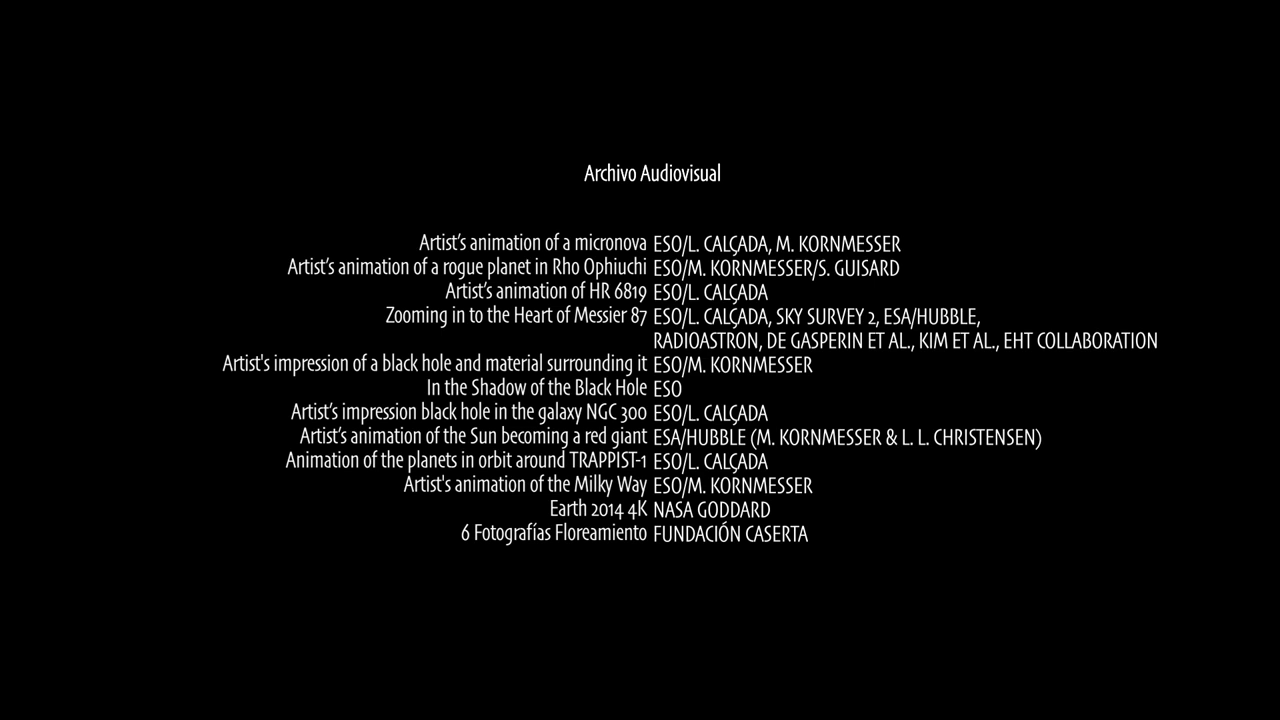 Archivo Audiovisual
Artist's animation of a micronova ESO/L. CALÇADA, M. KORNMESSER
Artist's animation of a rogue planet in Rho Ophiuchi ESO/M. KORNMESSER/S. GUISARD
Artist's animation of HR 6819 ESO/L. CALÇADA
Zooming in to the Heart of Messier 87 ESO/L. CALÇADA, SKY SURVEY 2, ESA/HUBBLE,
RADIOASTRON, DE GASPERIN ET AL., KIM ET AL., EHT COLLABORATION
Artist's impression of a black hole and material surrounding it ESO/M. KORNMESSER
In the Shadow of the Black Hole ESO
Artist's impression black hole in the galaxy NGC 300 ESO/L. CALÇADA
Artist's animation of the Sun becoming a red giant ESA/HUBBLE (M. KORNMESSER & L. L. CHRISTENSEN)
Animation of the planets in orbit around TRAPPIST-1 ESO/L. CALÇADA
Artist's animation of the Milky Way ESO/M. KORNMESSER
Earth 2014 4K NASA GODDARD
6 Fotografías Floreamiento FUNDACIÓN CASERTA